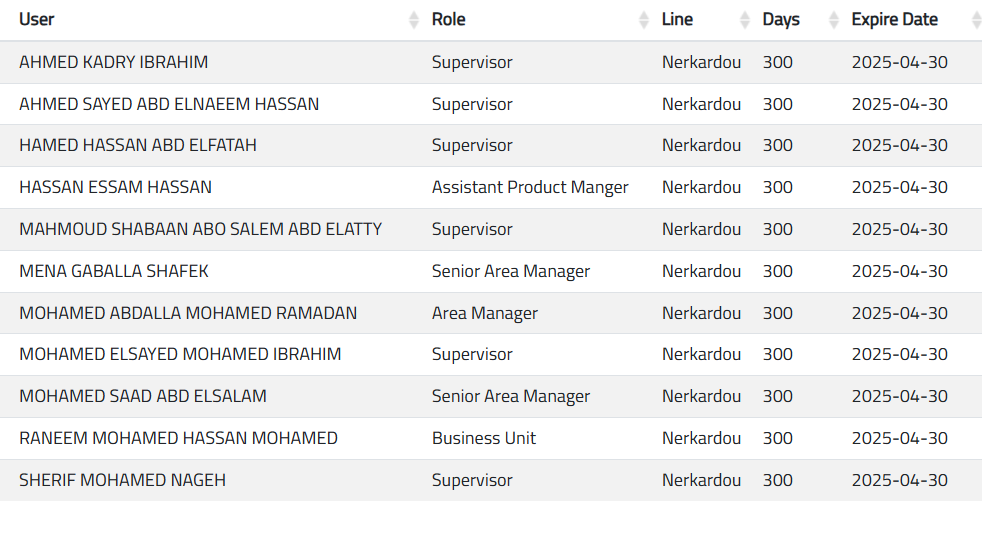 User Role Line Days Expire Date
AHMED KADRY IBRAHIM Supervisor Nerkardou 300 2025-04-30
AHMED SAYED ABD ELNAEEM HASSAN Supervisor Nerkardou 300 2025-04-30
HAMED HASSAN ABD ELFATAH Supervisor Nerkardou 300 2025-04-30
HASSAN ESSAM HASSAN Assistant Product Manger Nerkardou 300 2025-04-30
MAHMOUD SHABAAN ABO SALEM ABD ELATTY Supervisor Nerkardou 300 2025-04-30
MENA GABALLA SHAFEK Senior Area Manager Nerkardou 300 2025-04-30
MOHAMED ABDALLA MOHAMED RAMADAN Area Manager Nerkardou 300 2025-04-30
MOHAMED ELSAYED MOHAMED IBRAHIM Supervisor Nerkardou 300 2025-04-30
MOHAMED SAAD ABD ELSALAM Senior Area Manager Nerkardou 300 2025-04-30
RANEEM MOHAMED HASSAN MOHAMED Business Unit Nerkardou 300 2025-04-30
SHERIF MOHAMED NAGEH Supervisor Nerkardou 300 2025-04-30